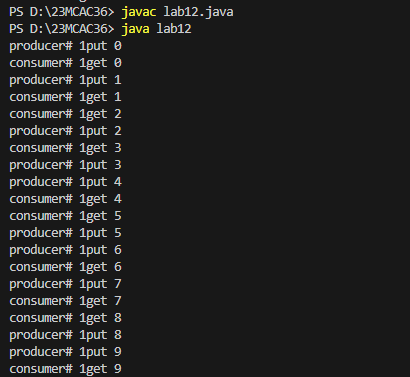 PS D:\23MCAC36> javac lab12.java
PS D:\23MCAC36> java lab12
producer# 1put 0
consumer# 1get 0
producer# 1put 1
consumer# 1get 1
consumer# 1get 2
producer# 1put 2
consumer# 1get 3
producer# 1put 3
producer# 1put 4
consumer# 1get 4
consumer# 1get 5
producer# 1put 5
producer# 1put 6
consumer# 1get 6
producer# 1put 7
consumer# 1get 7
consumer# 1get 8
producer# 1put 8
producer# 1put 9
consumer# 1get 9